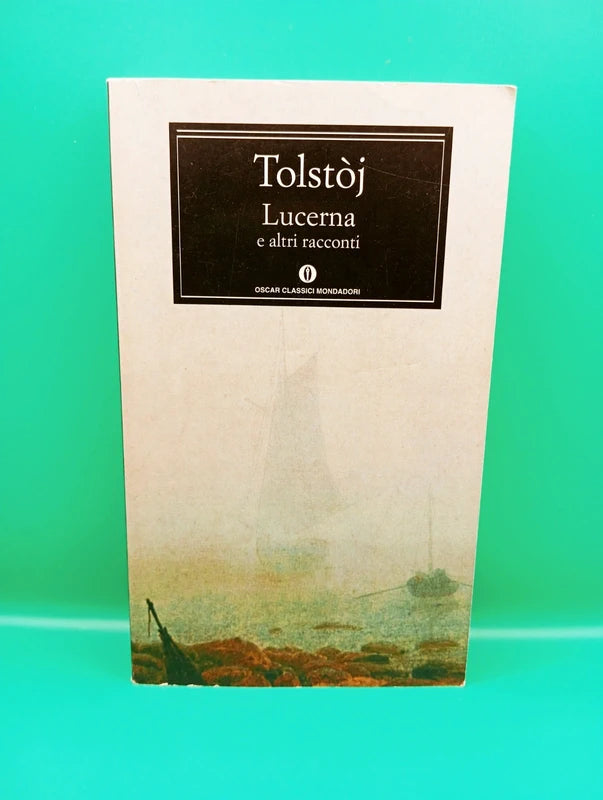 Tolstòj
Lucerna
e altri racconti
OSCAR CLASSICI MONDADORI